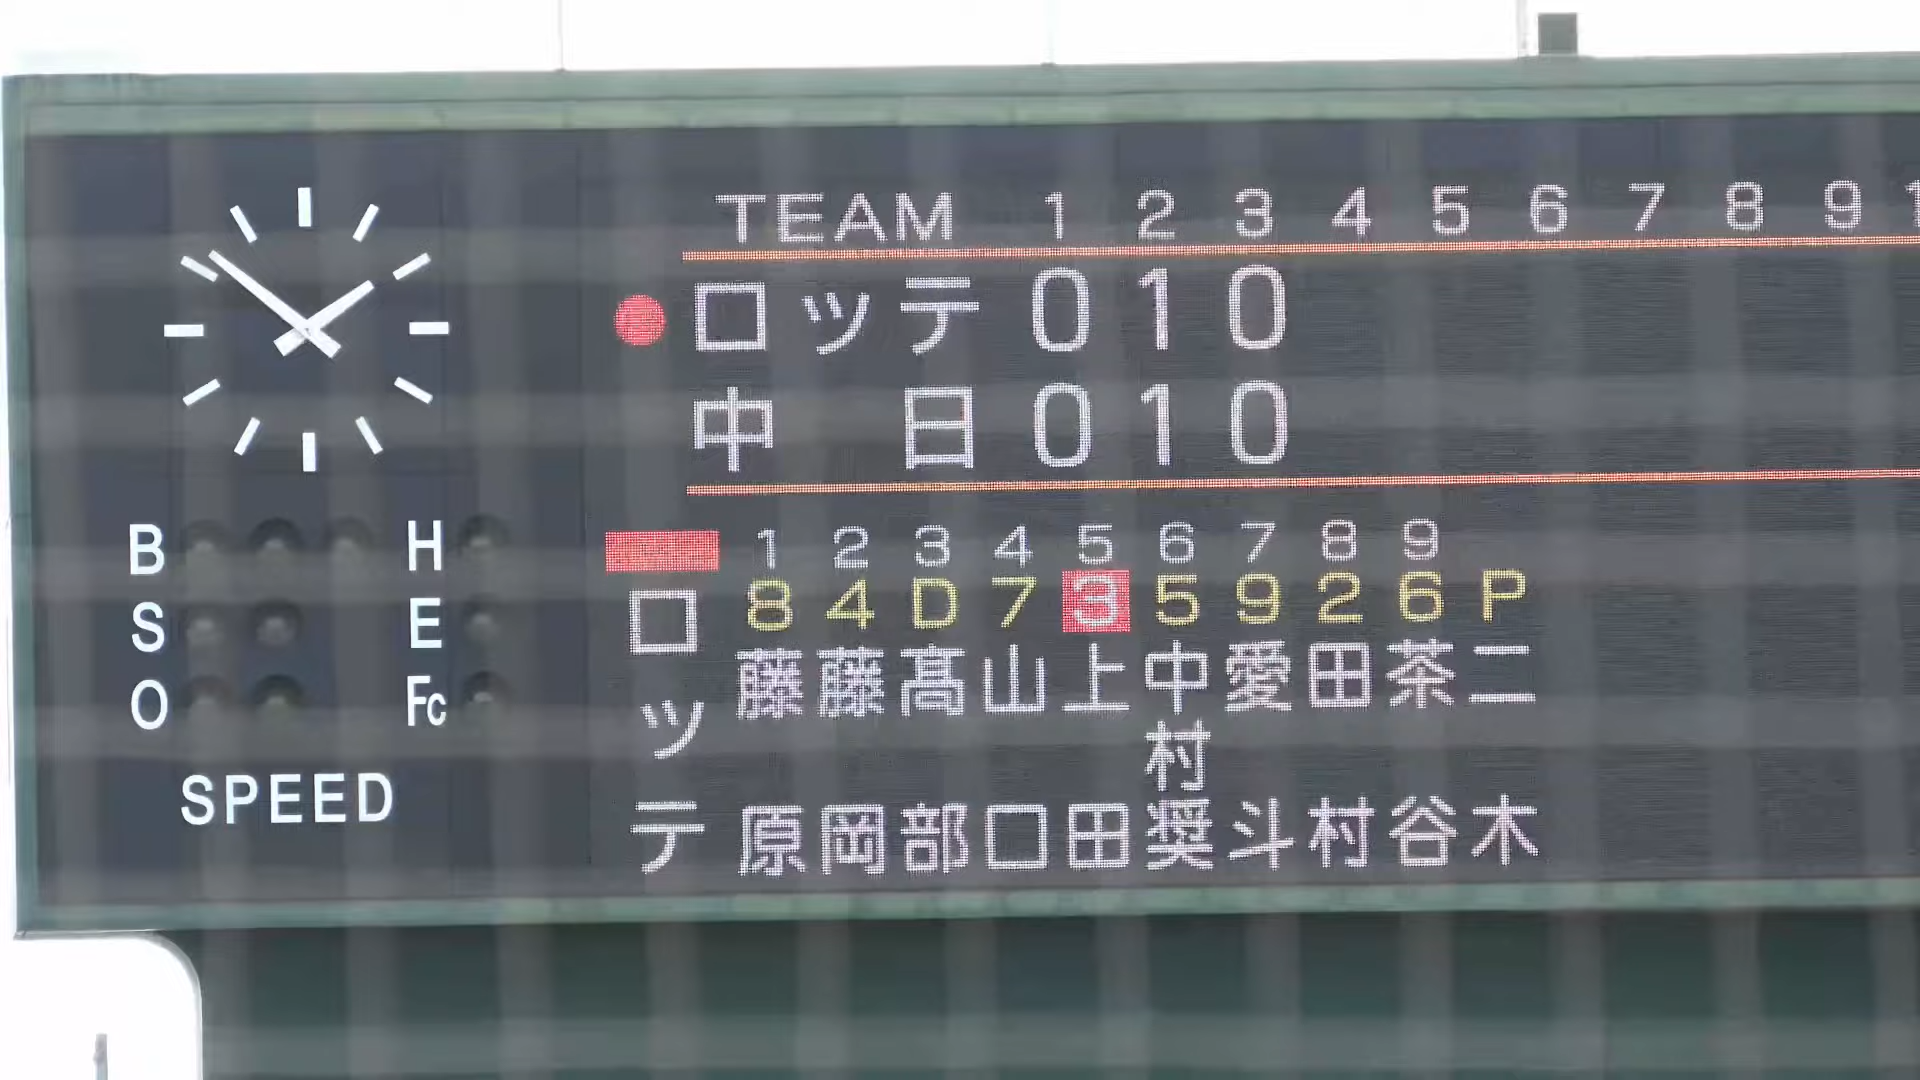 TEAM 1 2 3 4 5 6 7 8 9
ロッテ 0 1 0
中日 0 1 0
B H
S E
O Fc
SPEED
ロッテ
1 2 3 4 5 6 7 8 9
8 4 D 7 3 5 9 2 6 P
藤原
藤岡
髙部
山口
上田
中村奨
愛斗
田村
茶谷
二木